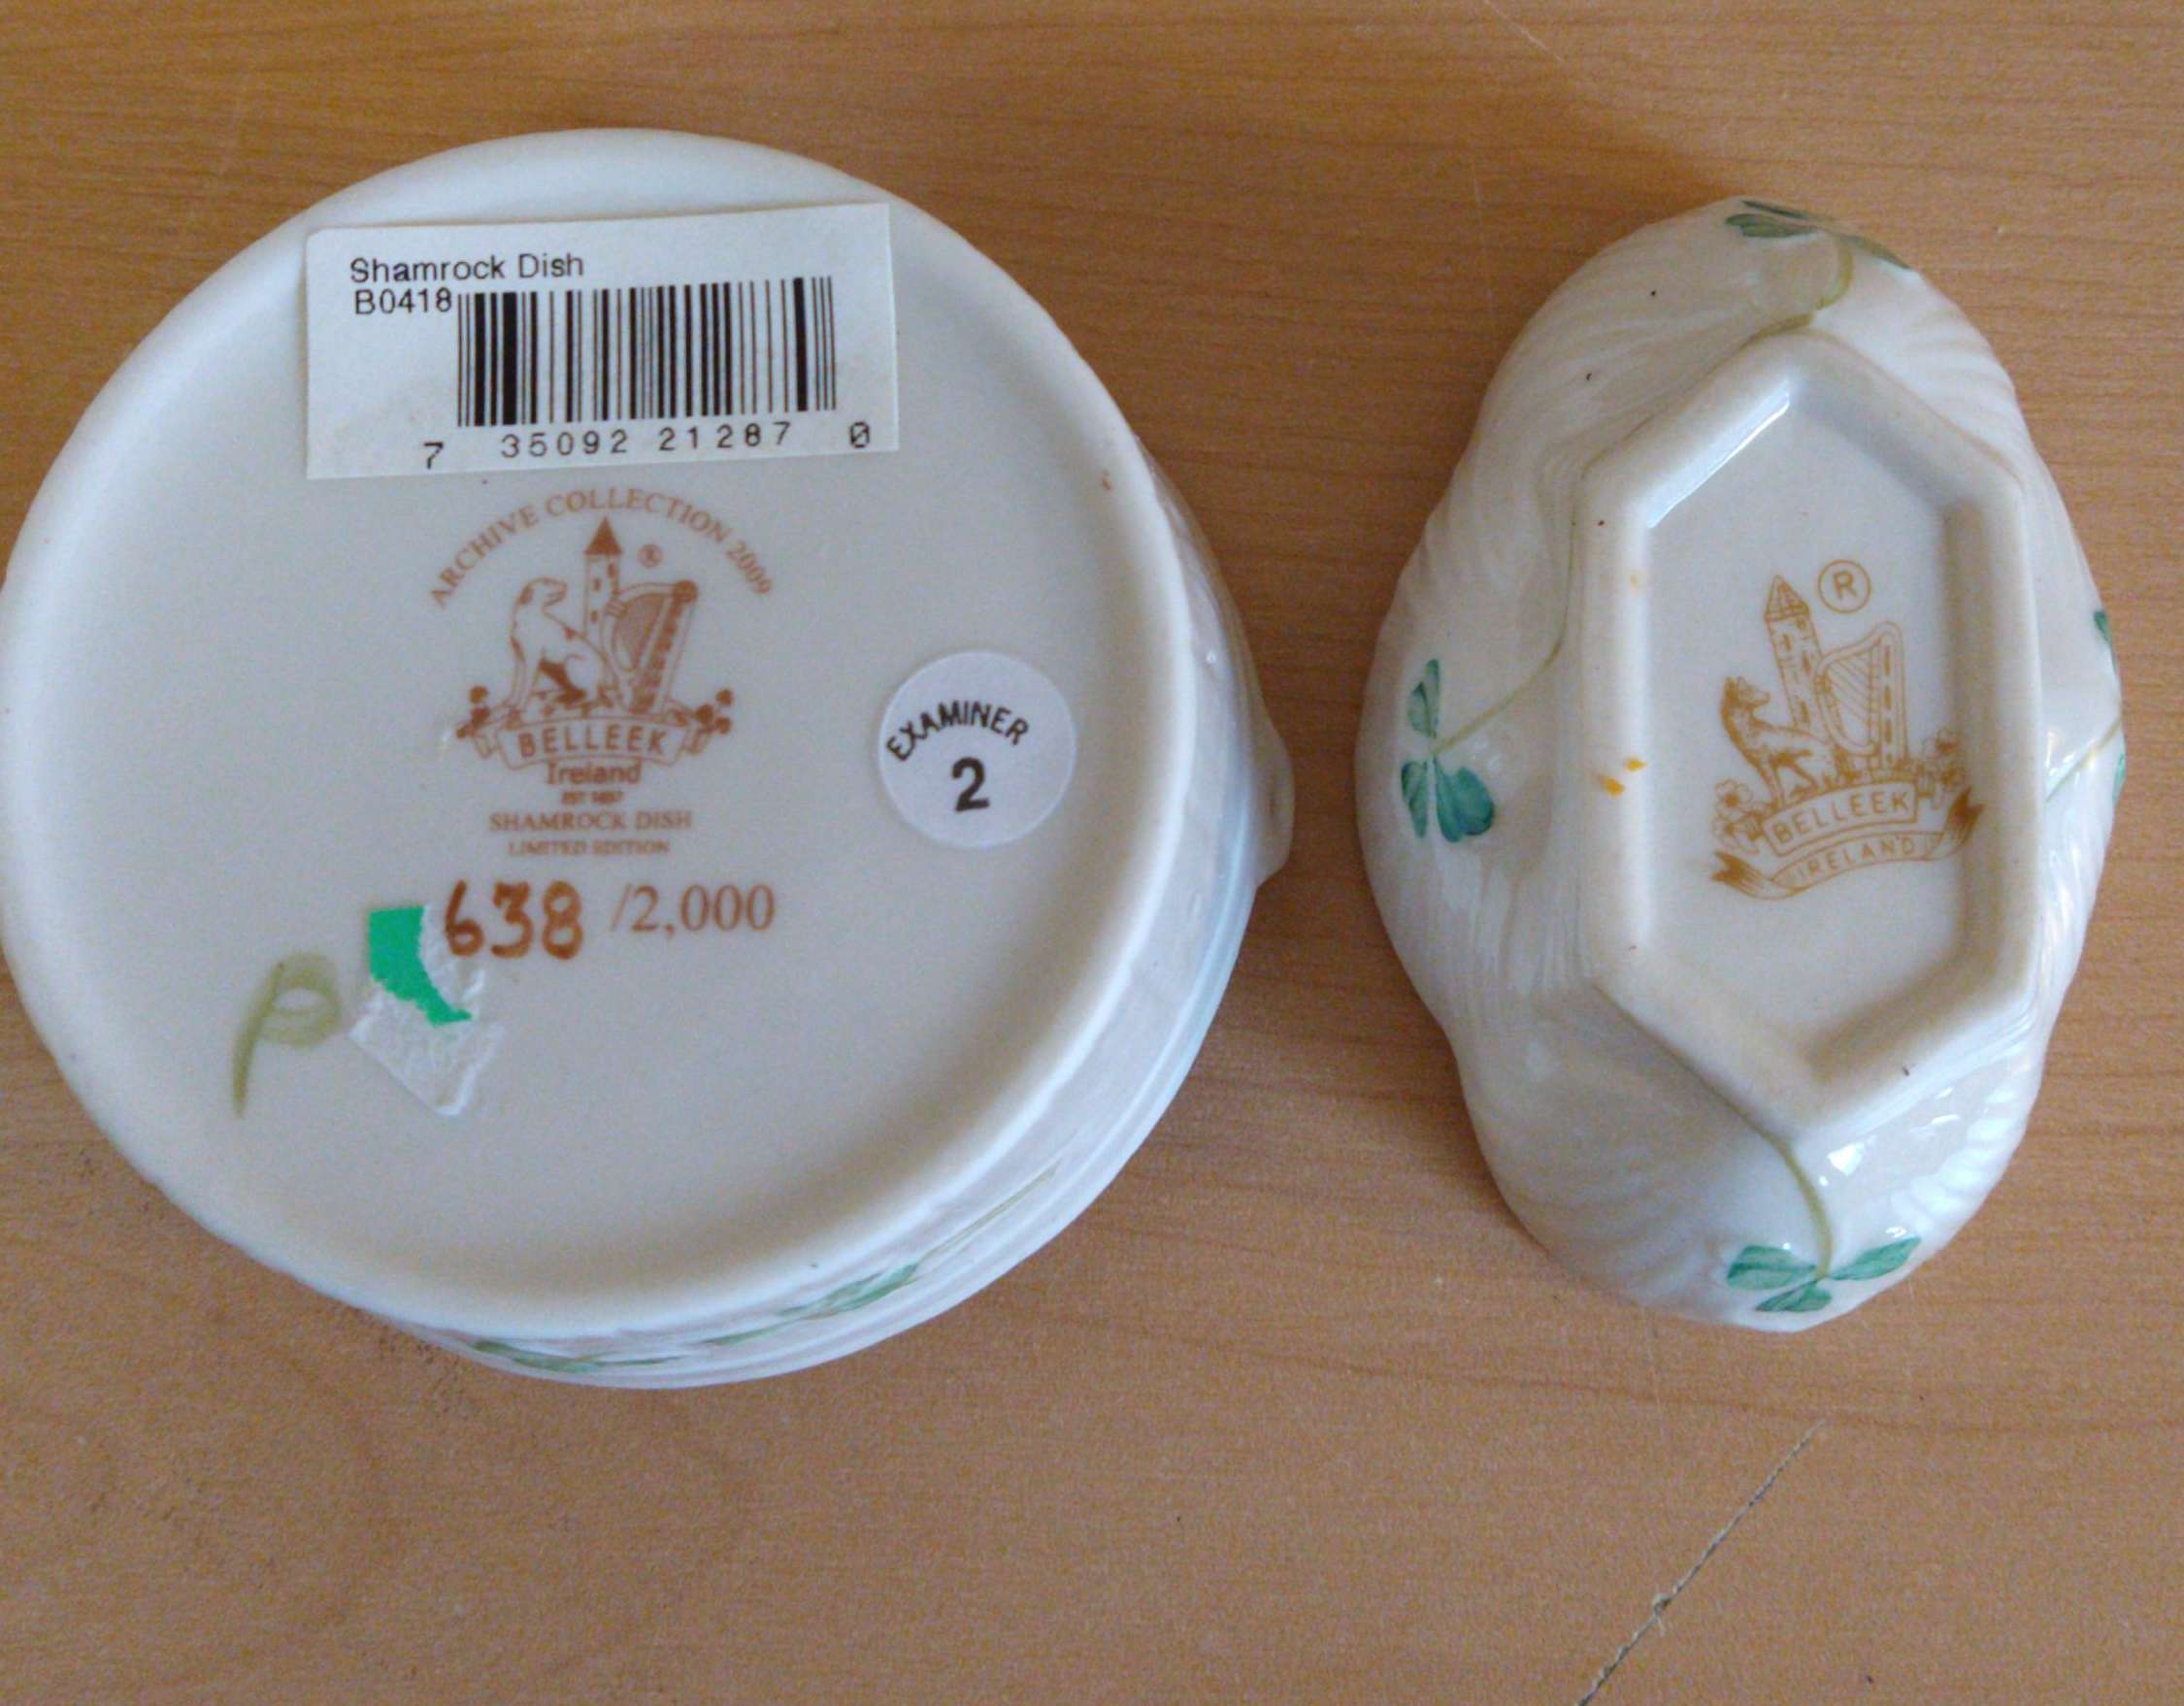 Shamrock Dish
B0418
7 35092 21287 0
ARCHIVE COLLECTION 2009
®
BELLEEK
Ireland
SHAMROCK DISH
LIMITED EDITION
638 /2,000
P
EXAMINER
2
®
BELLEEK
IRELAND